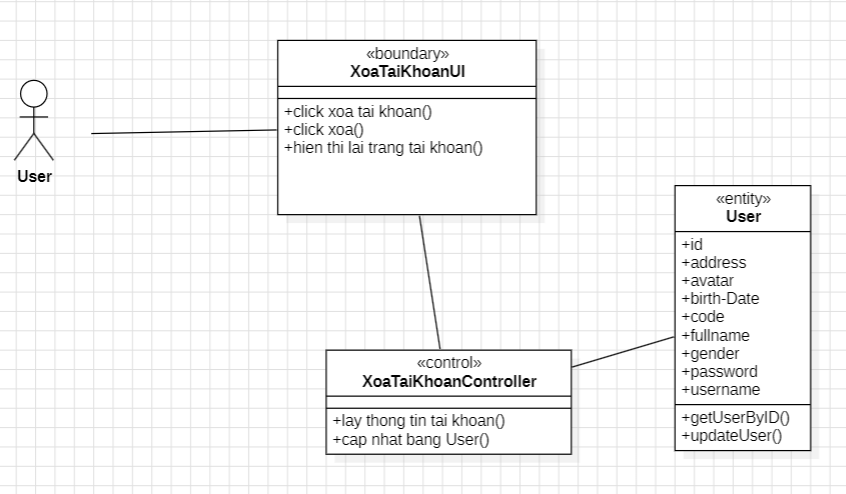 «boundary»
XoaTaiKhoanUI
+click xoa tai khoan()
+click xoa()
+hien thi lai trang tai khoan()
User
«entity»
User
+id
+address
+avatar
+birth-Date
+code
+fullname
+gender
+password
+username
+getUserByID()
+updateUser()
«control»
XoaTaiKhoanController
+lay thong tin tai khoan()
+cap nhat bang User()